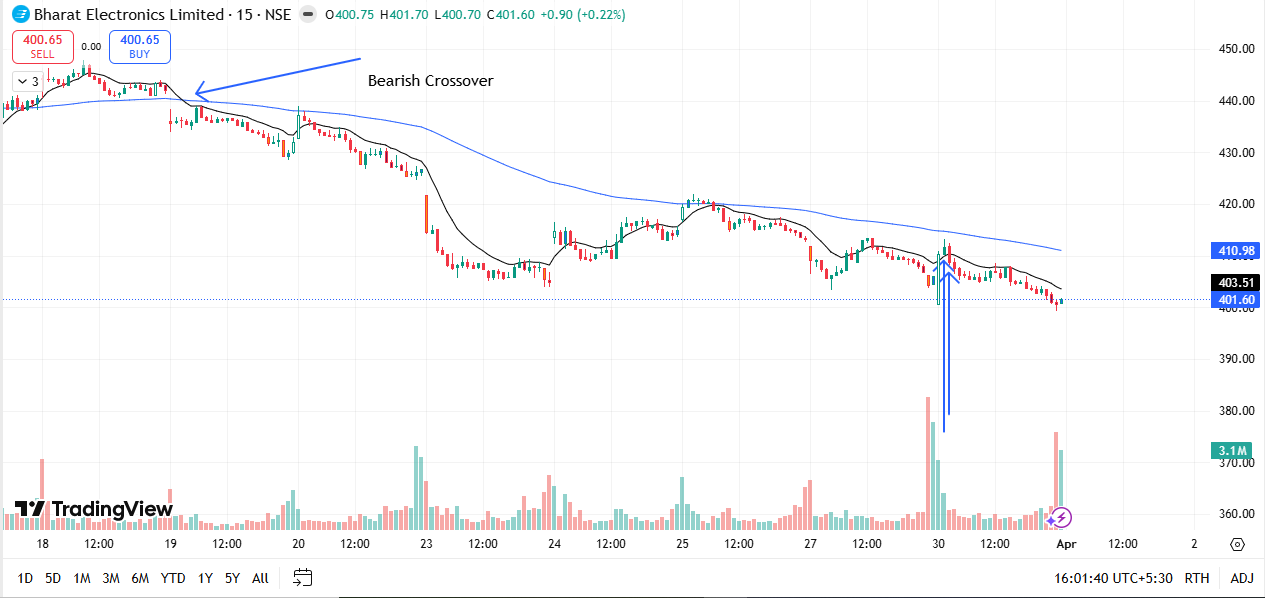 Bharat Electronics Limited · 15 · NSE O400.75 H401.70 L400.70 C401.60 +0.90 (+0.22%)
400.65 SELL 0.00 400.65 BUY
3
Bearish Crossover
450.00
440.00
430.00
420.00
410.98
403.51
401.60
400.00
390.00
380.00
3.1M
370.00
360.00
TradingView
18 12:00 19 12:00 20 12:00 23 12:00 24 12:00 25 12:00 27 12:00 30 12:00 Apr 12:00 2
1D 5D 1M 3M 6M YTD 1Y 5Y All 16:01:40 UTC+5:30 RTH ADJ